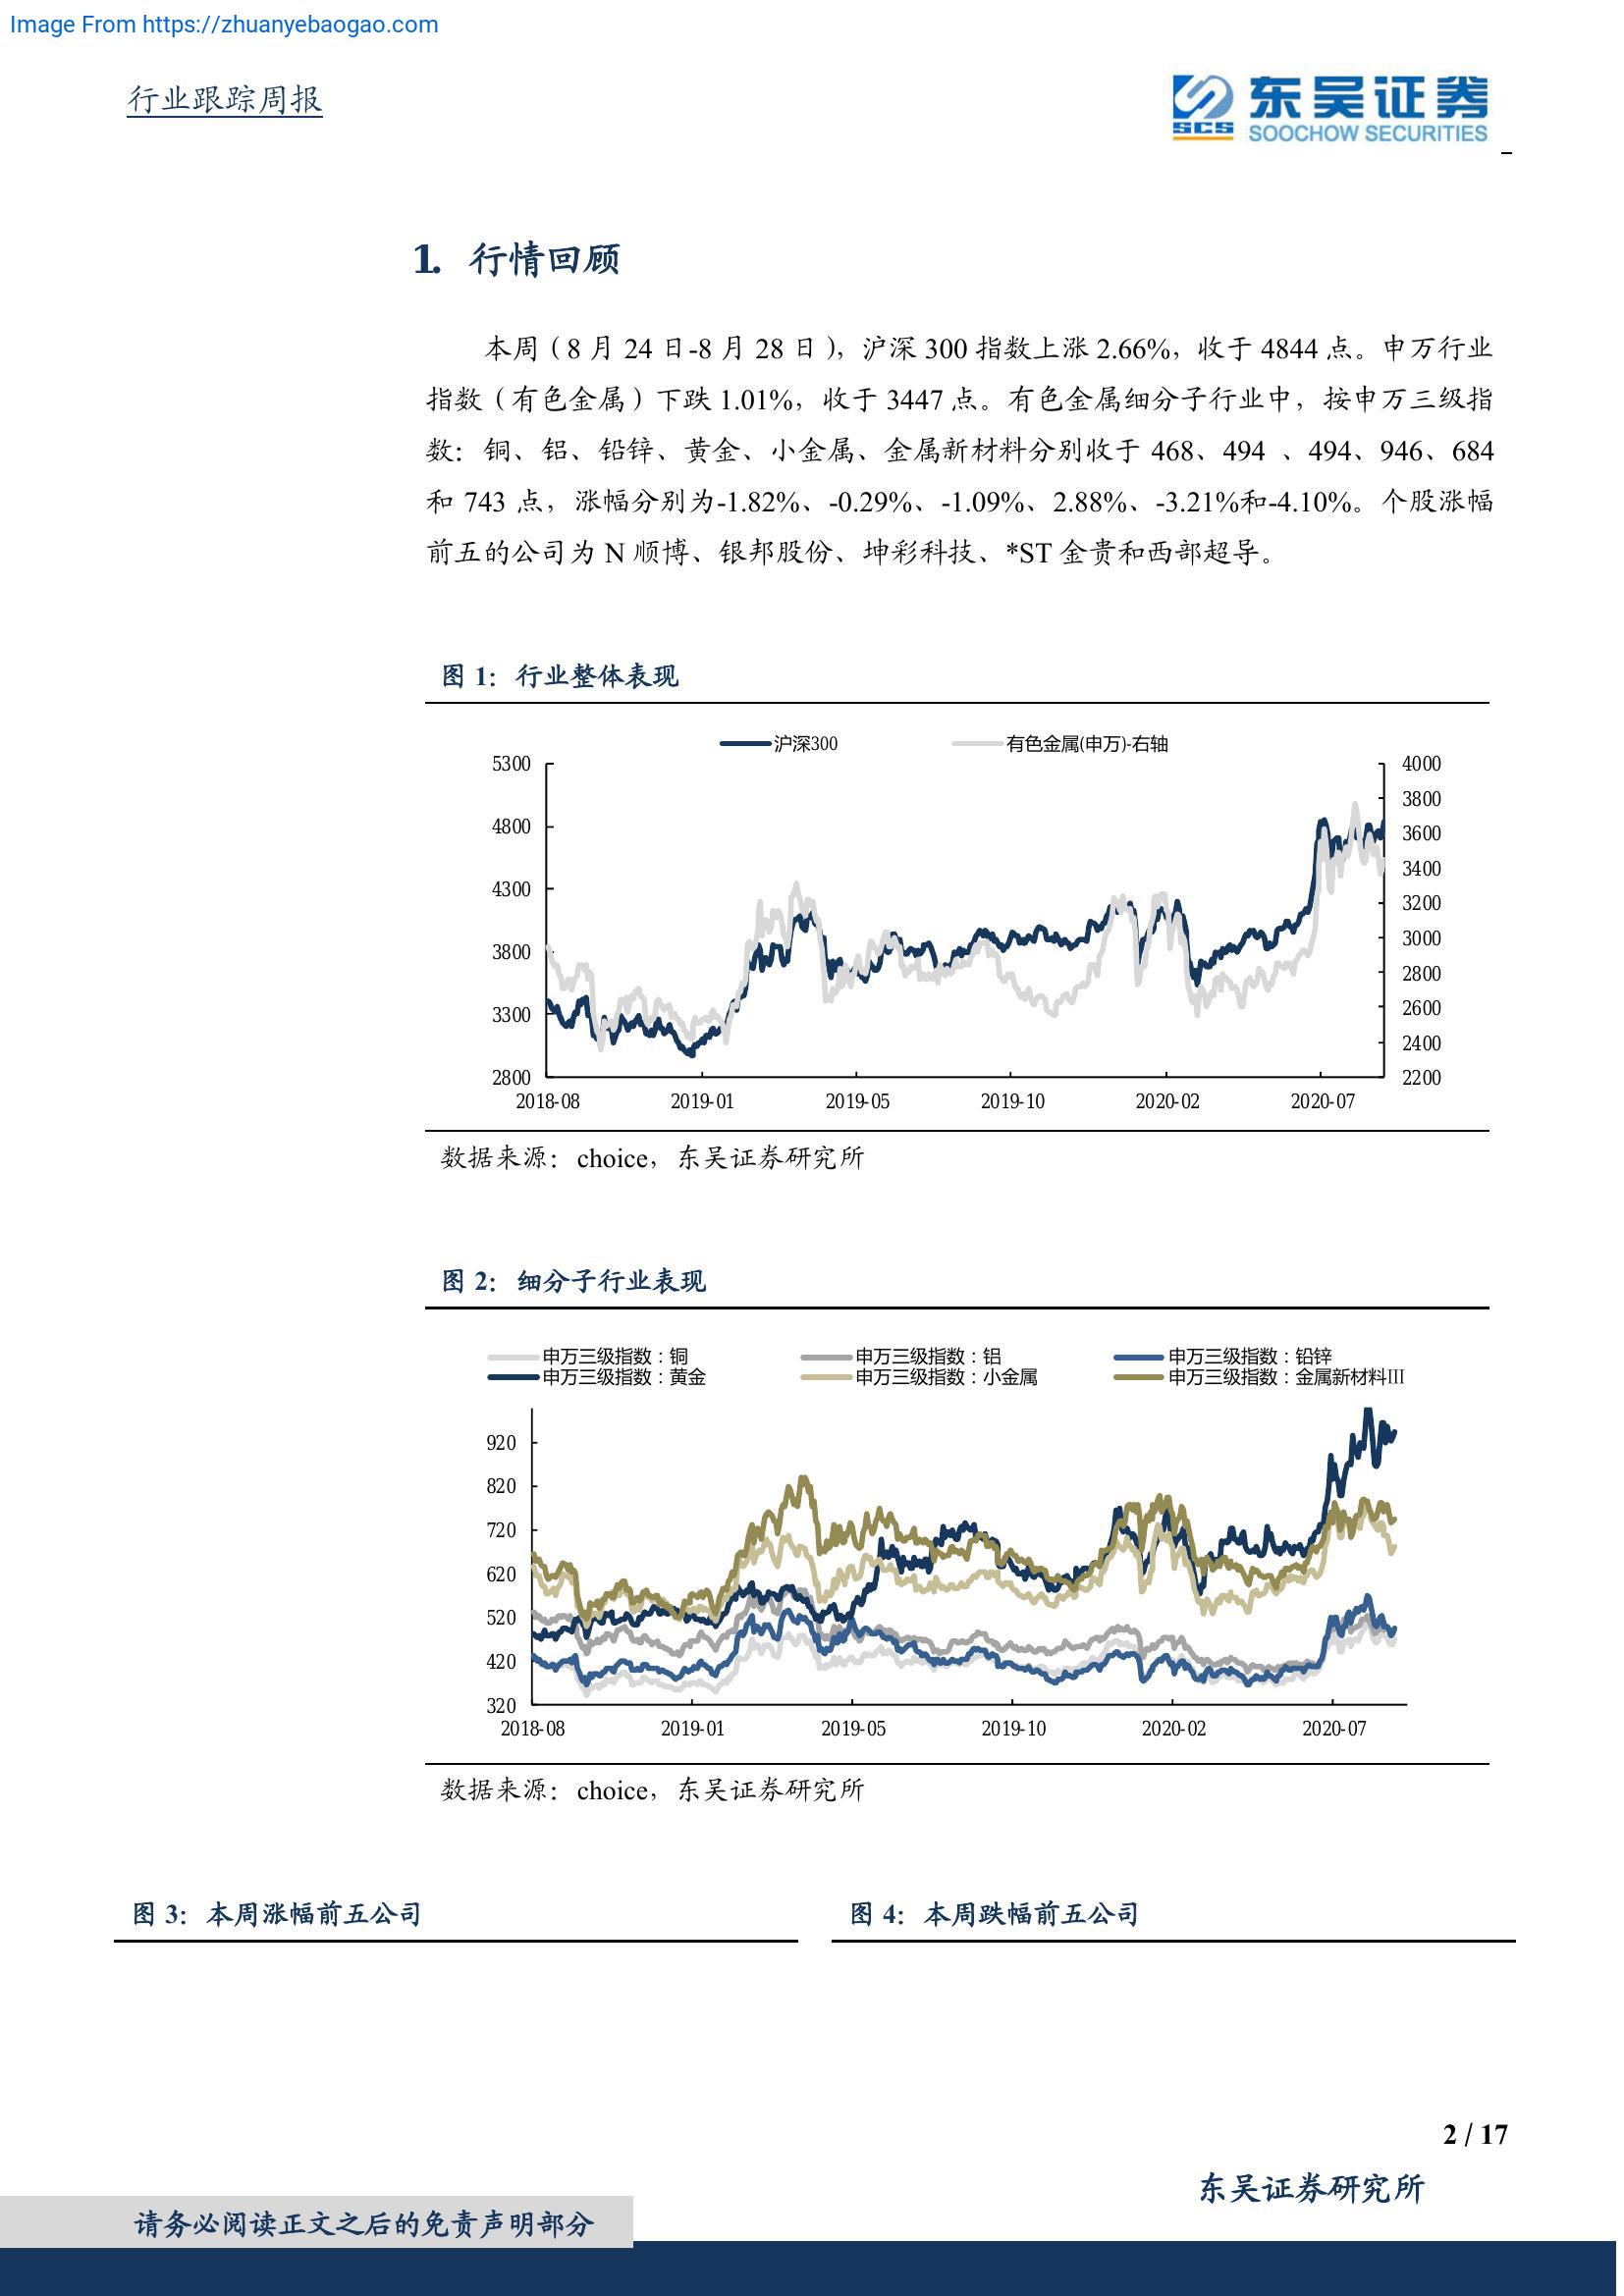 Image From https://zhuanyebaogao.com
行业跟踪周报
SCS
东吴证券
SOOCHOW SECURITIES
1. 行情回顾
本周（8 月 24 日-8 月 28 日），沪深 300 指数上涨 2.66%，收于 4844 点。申万行业
指数（有色金属）下跌 1.01%，收于 3447 点。有色金属细分子行业中，按申万三级指
数：铜、铝、铅锌、黄金、小金属、金属新材料分别收于 468、494 、494、946、684
和 743 点，涨幅分别为-1.82%、-0.29%、-1.09%、2.88%、-3.21%和-4.10%。个股涨幅
前五的公司为 N 顺博、银邦股份、坤彩科技、*ST 金贵和西部超导。
图 1：行业整体表现
沪深300 有色金属(申万)-右轴
5300 4000
3800
4800 3600
3400
4300 3200
3800 3000
2800
3300 2600
2400
2800 2200
2018-08 2019-01 2019-05 2019-10 2020-02 2020-07
数据来源：choice，东吴证券研究所
图 2：细分子行业表现
申万三级指数：铜 申万三级指数：铝 申万三级指数：铅锌
申万三级指数：黄金 申万三级指数：小金属 申万三级指数：金属新材料III
920
820
720
620
520
420
320
2018-08 2019-01 2019-05 2019-10 2020-02 2020-07
数据来源：choice，东吴证券研究所
图 3：本周涨幅前五公司 图 4：本周跌幅前五公司
2 / 17
东吴证券研究所
请务必阅读正文之后的免责声明部分